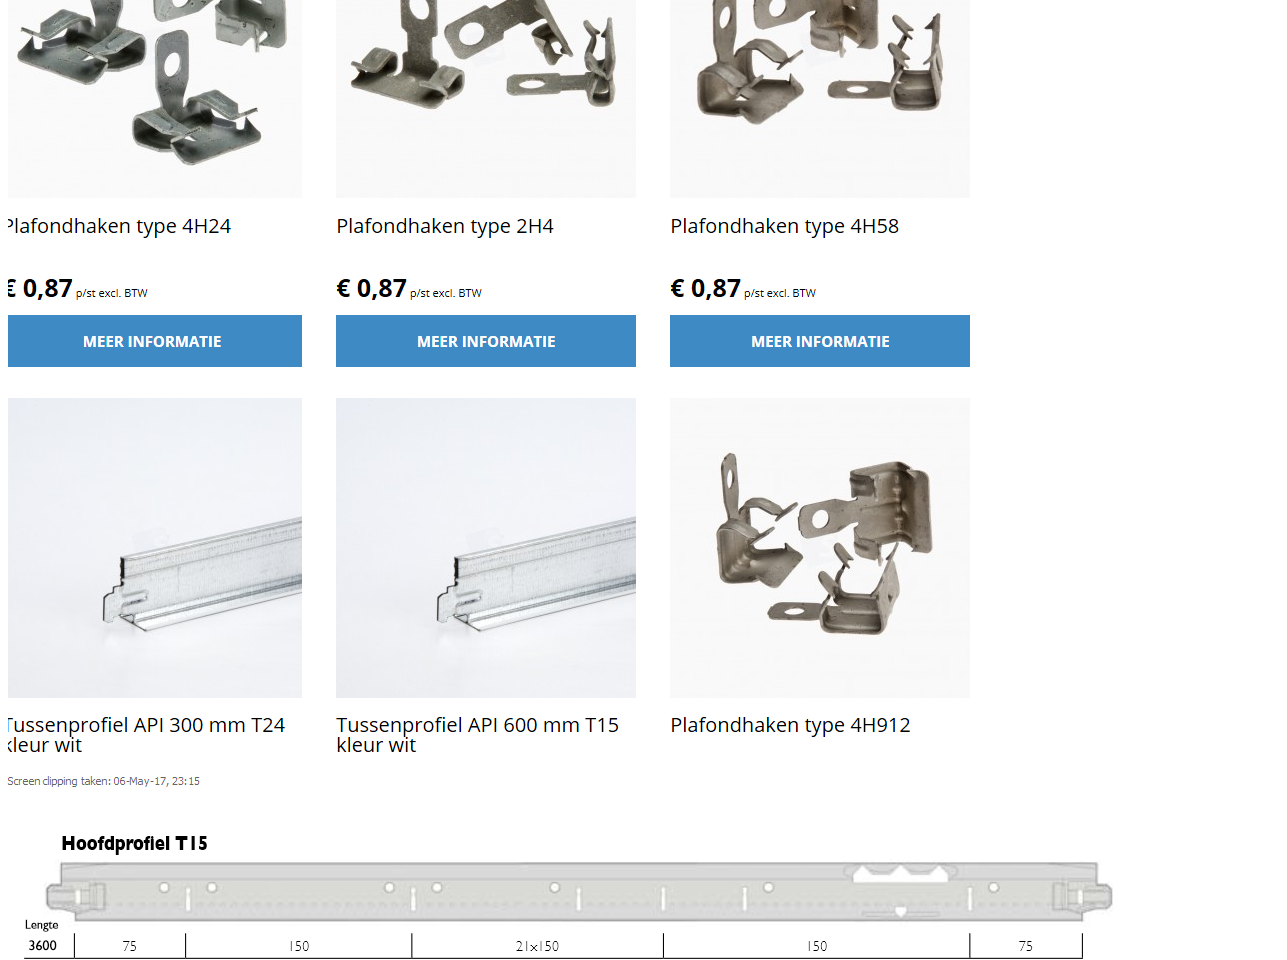 Plafondhaken type 4H24
Plafondhaken type 2H4
Plafondhaken type 4H58
€ 0,87 p/st excl. BTW
€ 0,87 p/st excl. BTW
€ 0,87 p/st excl. BTW
MEER INFORMATIE
MEER INFORMATIE
MEER INFORMATIE
Tussenprofiel API 300 mm T24
kleur wit
Tussenprofiel API 600 mm T15
kleur wit
Plafondhaken type 4H912
Screen clipping taken: 06-May-17, 23:15
Hoofdprofiel T15
Lengte
3600 75 150 21x150 150 75